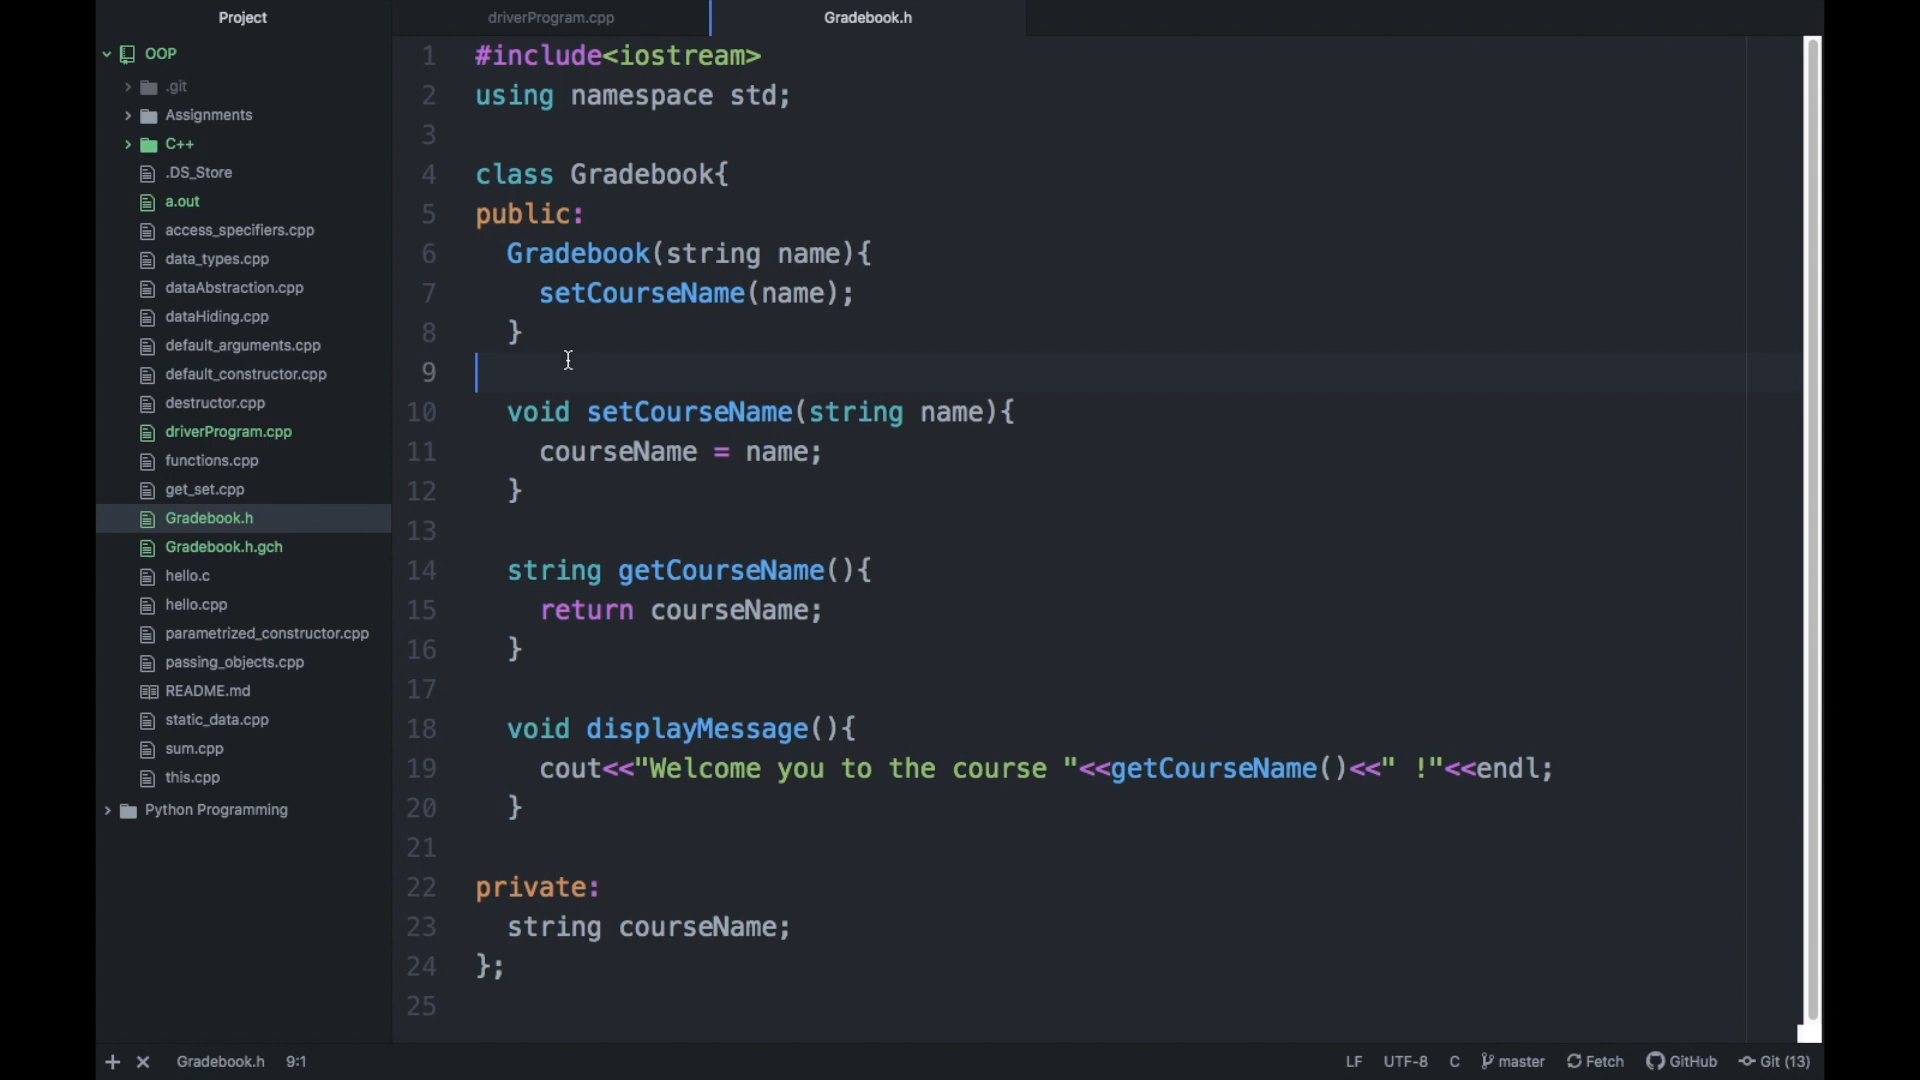 Project
OOP
.git
Assignments
C++
.DS_Store
a.out
access_specifiers.cpp
data_types.cpp
dataAbstraction.cpp
dataHiding.cpp
default_arguments.cpp
default_constructor.cpp
destructor.cpp
driverProgram.cpp
functions.cpp
get_set.cpp
Gradebook.h
Gradebook.h.gch
hello.c
hello.cpp
parametrized_constructor.cpp
passing_objects.cpp
README.md
static_data.cpp
sum.cpp
this.cpp
Python Programming
driverProgram.cpp Gradebook.h
1 #include<iostream>
2 using namespace std;
3
4 class Gradebook{
5 public:
6 Gradebook(string name){
7 setCourseName(name);
8 }
9
10 void setCourseName(string name){
11 courseName = name;
12 }
13
14 string getCourseName(){
15 return courseName;
16 }
17
18 void displayMessage(){
19 cout<<"Welcome you to the course "<<getCourseName()<<" !"<<endl;
20 }
21
22 private:
23 string courseName;
24 };
25
Gradebook.h 9:1 LF UTF-8 C master Fetch GitHub Git (13)